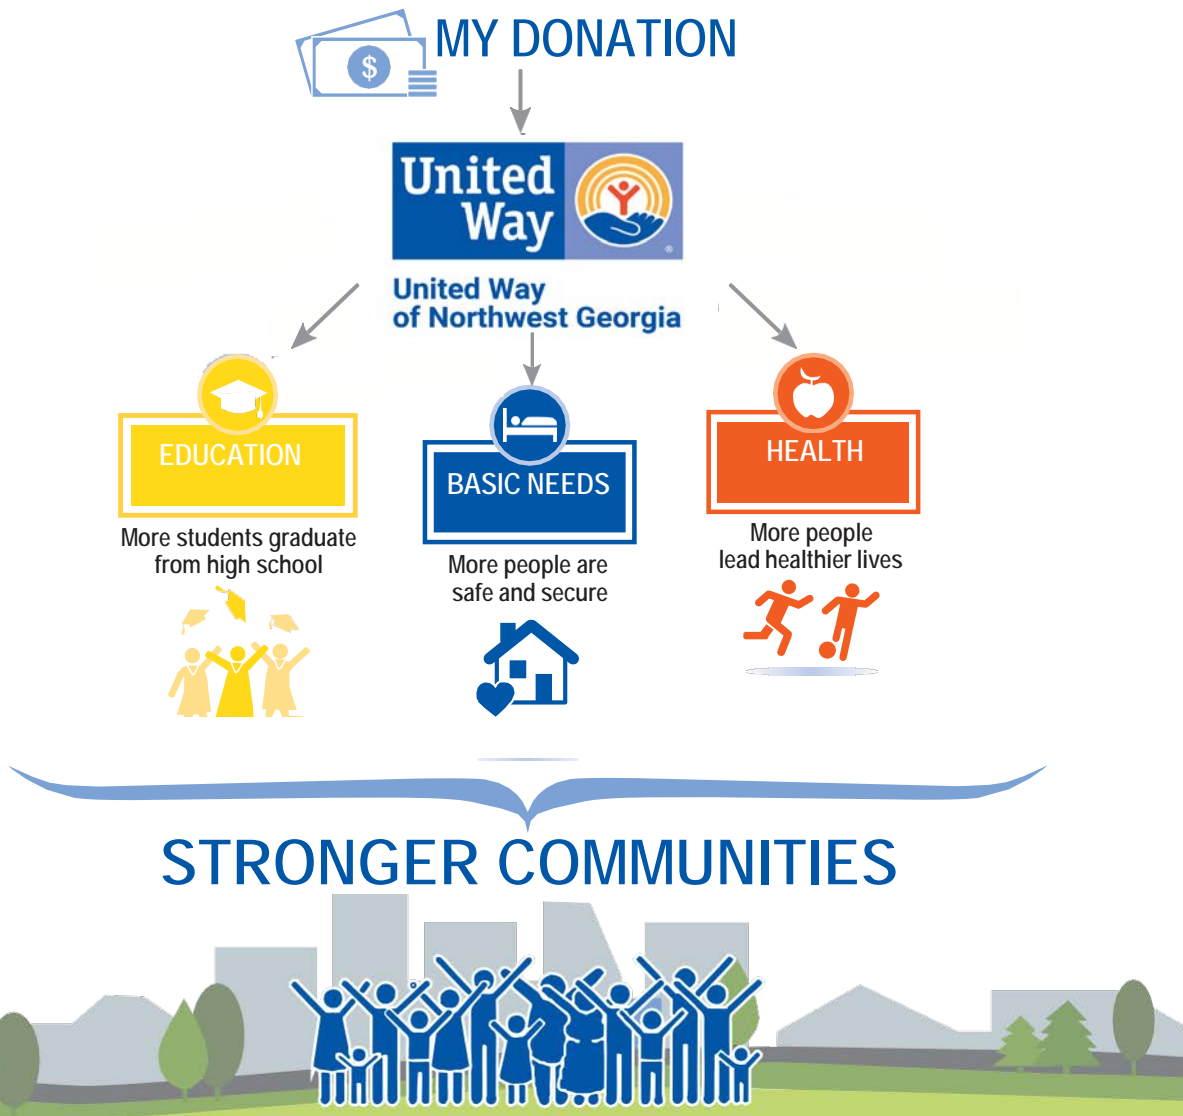 $
MY DONATION
United
Way
®
United Way
of Northwest Georgia
EDUCATION
More students graduate
from high school
BASIC NEEDS
More people are
safe and secure
HEALTH
More people
lead healthier lives
STRONGER COMMUNITIES